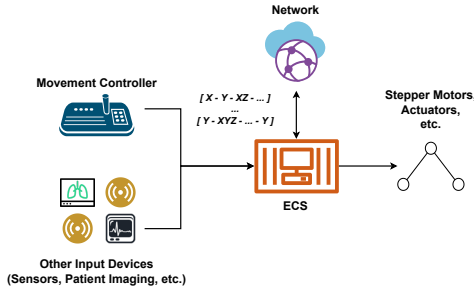 Network
Movement Controller
[ X - Y - XZ - ... ]
...
[ Y - XYZ - ... - Y ]
Stepper Motors,
Actuators,
etc.
ECS
Other Input Devices
(Sensors, Patient Imaging, etc.)